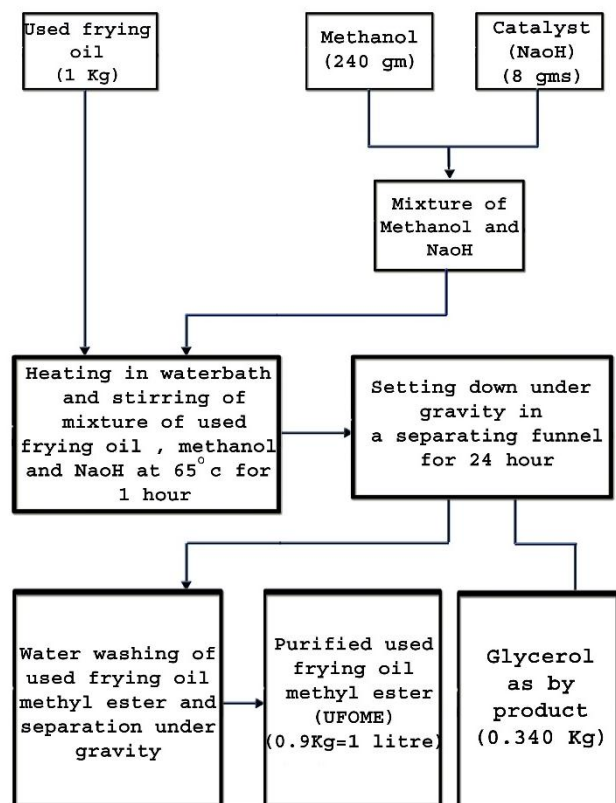 Used frying
oil
(1 Kg)
Methanol
(240 gm)
Catalyst
(NaoH)
(8 gms)
Mixture of
Methanol and
NaoH
Heating in waterbath
and stirring of
mixture of used
frying oil , methanol
and NaoH at 65°c for
1 hour
Setting down under
gravity in
a separating funnel
for 24 hour
Water washing of
used frying oil
methyl ester and
separation under
gravity
Purified used
frying oil
methyl ester
(UFOME)
(0.9Kg=1 litre)
Glycerol
as by
product
(0.340 Kg)